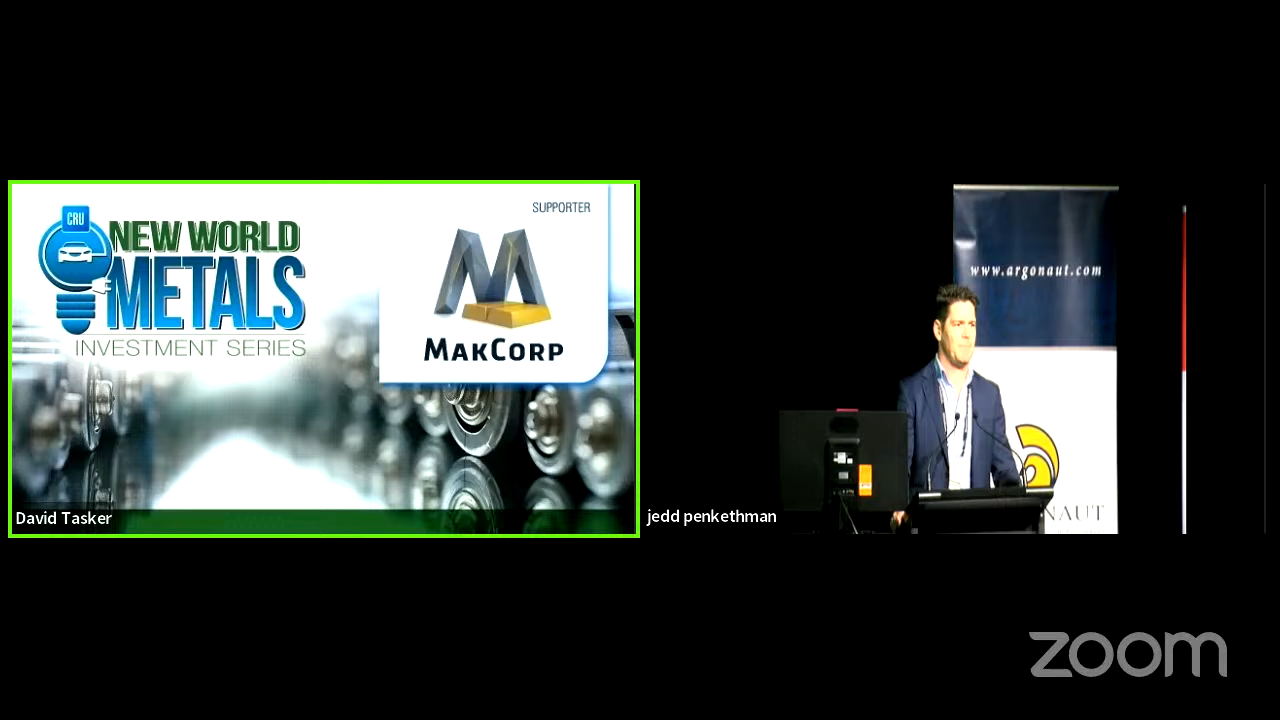 SUPPORTER
CRU
NEW WORLD
METALS
INVESTMENT SERIES
MAKCORP
David Tasker
www.argonaut.com
NAUT
jedd penkethman
zoom